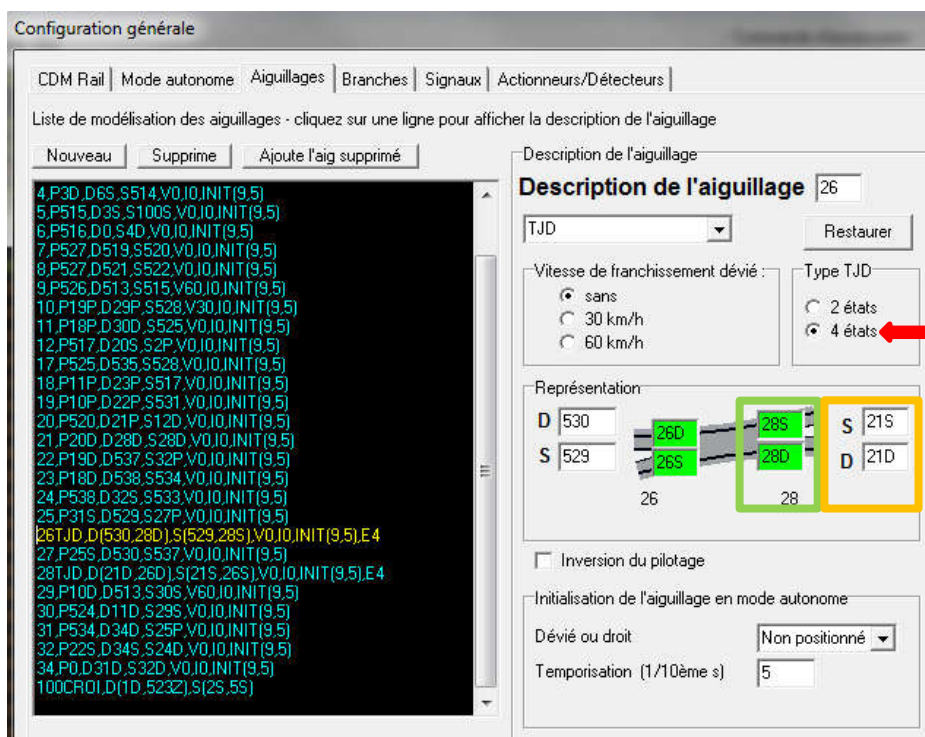 Configuration générale
CDM Rail Mode autonome Aiguillages Branches Signaux Actionneurs/Détecteurs
Liste de modélisation des aiguillages - cliquez sur une ligne pour afficher la description de l'aiguillage
Nouveau Supprime Ajoute l'aig supprimé
4,P3D,D6S,S514,V0,I0,INIT(9,5)
5,P515,D3S,S100S,V0,I0,INIT(9,5)
6,P516,D0,S4D,V0,I0,INIT(9,5)
7,P527,D519,S520,V0,I0,INIT(9,5)
8,P527,D521,S522,V0,I0,INIT(9,5)
9,P526,D513,S515,V60,I0,INIT(9,5)
10,P19P,D29P,S528,V30,I0,INIT(9,5)
11,P18P,D30D,S525,V0,I0,INIT(9,5)
12,P517,D20S,S2P,V0,I0,INIT(9,5)
17,P525,D535,S528,V0,I0,INIT(9,5)
18,P11P,D23P,S517,V0,I0,INIT(9,5)
19,P10P,D22P,S531,V0,I0,INIT(9,5)
20,P520,D21P,S12D,V0,I0,INIT(9,5)
21,P20D,D28D,S28D,V0,I0,INIT(9,5)
22,P19D,D537,S32P,V0,I0,INIT(9,5)
23,P18D,D538,S534,V0,I0,INIT(9,5)
24,P538,D32S,S533,V0,I0,INIT(9,5)
25,P31S,D529,S27P,V0,I0,INIT(9,5)
26TJD,D(530,28D),S(529,28S),V0,I0,INIT(9,5),E4
27,P25S,D530,S537,V0,I0,INIT(9,5)
28TJD,D(21D,26D),S(21S,26S),V0,I0,INIT(9,5),E4
29,P10D,D513,S30S,V60,I0,INIT(9,5)
30,P524,D11D,S29S,V0,I0,INIT(9,5)
31,P534,D34D,S25P,V0,I0,INIT(9,5)
32,P22S,D34S,S24D,V0,I0,INIT(9,5)
34,P0,D31D,S32D,V0,I0,INIT(9,5)
100CROI,D(1D,523Z),S(2S,5S)
Description de l'aiguillage
Description de l'aiguillage 26
TJD
Restaurer
Vitesse de franchissement dévié :
sans
30 km/h
60 km/h
Type TJD
2 états
4 états
Représentation
D 530 26D 28S S 21S
S 529 26S 28D D 21D
26 28
Inversion du pilotage
Initialisation de l'aiguillage en mode autonome
Dévié ou droit Non positionné
Temporisation (1/10ème s) 5